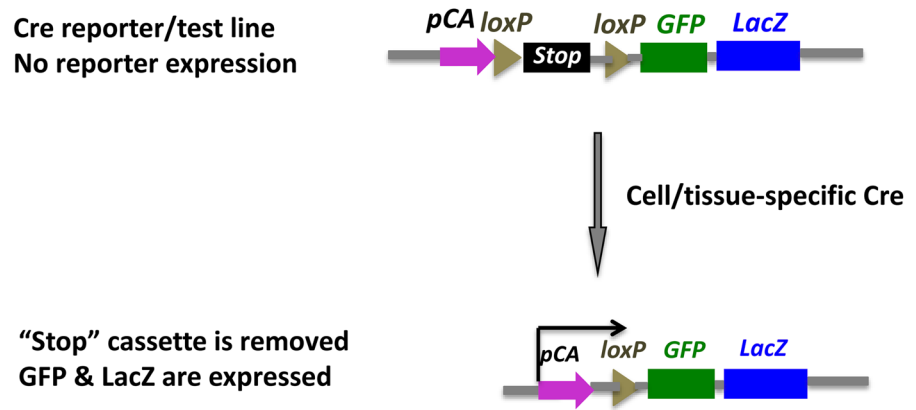 Cre reporter/test line
No reporter expression
pCA loxP loxP GFP LacZ
Stop
Cell/tissue-specific Cre
“Stop” cassette is removed
GFP & LacZ are expressed
pCA loxP GFP LacZ